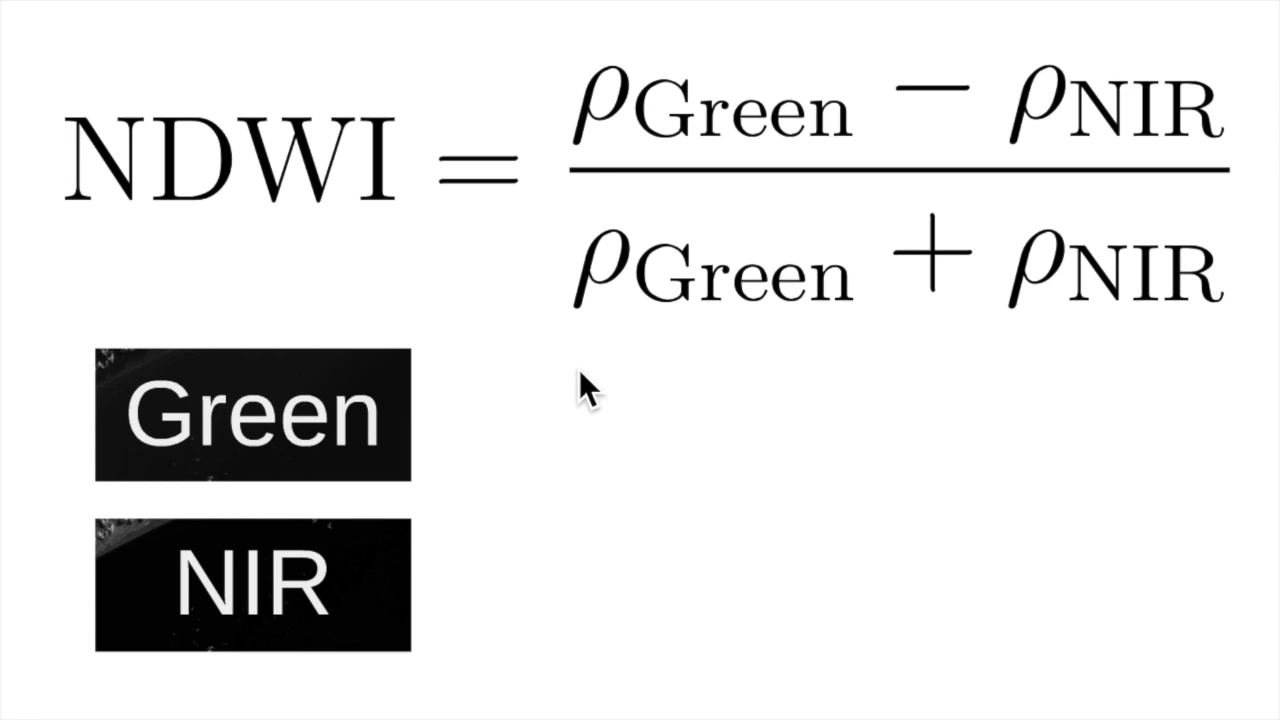 NDWI = (ρGreen − ρNIR) / (ρGreen + ρNIR)
Green
NIR